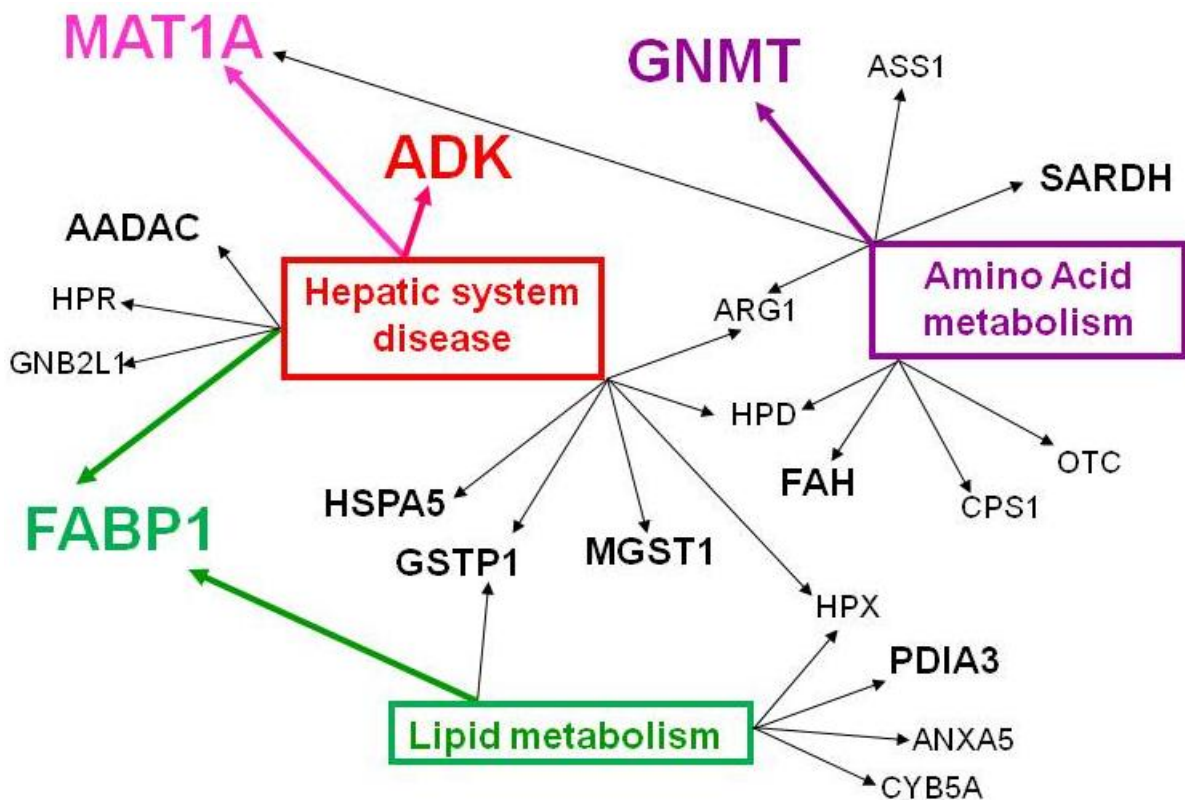 MAT1A
GNMT
ASS1
ADK
SARDH
AADAC
HPR
GNB2L1
Hepatic system
disease
ARG1
Amino Acid
metabolism
HPD
OTC
FAH
CPS1
HSPA5
FABP1
GSTP1
MGST1
HPX
PDIA3
Lipid metabolism
ANXA5
CYB5A